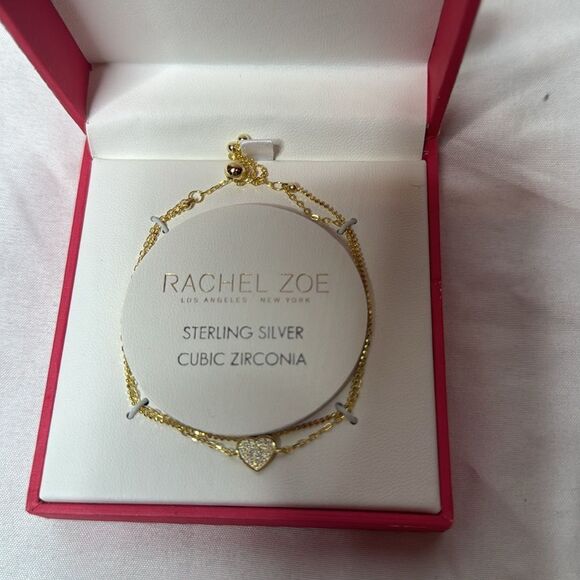 RACHEL ZOE
LOS ANGELES NEW YORK
STERLING SILVER
CUBIC ZIRCONIA